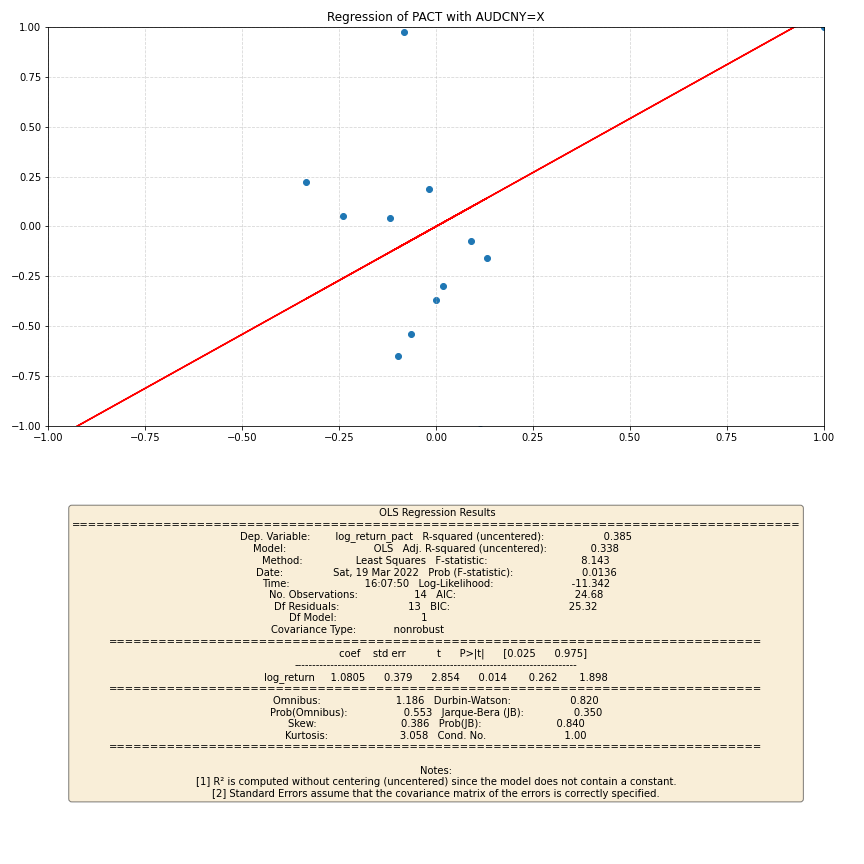 Regression of PACT with AUDCNY=X
1.00
0.75
0.50
0.25
0.00
−0.25
−0.50
−0.75
−1.00
−1.00 −0.75 −0.50 −0.25 0.00 0.25 0.50 0.75 1.00
OLS Regression Results
==============================================================================
Dep. Variable: log_return_pact R-squared (uncentered): 0.385
Model: OLS Adj. R-squared (uncentered): 0.338
Method: Least Squares F-statistic: 8.143
Date: Sat, 19 Mar 2022 Prob (F-statistic): 0.0136
Time: 16:07:50 Log-Likelihood: -11.342
No. Observations: 14 AIC: 24.68
Df Residuals: 13 BIC: 25.32
Df Model: 1
Covariance Type: nonrobust
==============================================================================
coef std err t P>|t| [0.025 0.975]
------------------------------------------------------------------------------
log_return 1.0805 0.379 2.854 0.014 0.262 1.898
==============================================================================
Omnibus: 1.186 Durbin-Watson: 0.820
Prob(Omnibus): 0.553 Jarque-Bera (JB): 0.350
Skew: 0.386 Prob(JB): 0.840
Kurtosis: 3.058 Cond. No. 1.00
==============================================================================
Notes:
[1] R² is computed without centering (uncentered) since the model does not contain a constant.
[2] Standard Errors assume that the covariance matrix of the errors is correctly specified.